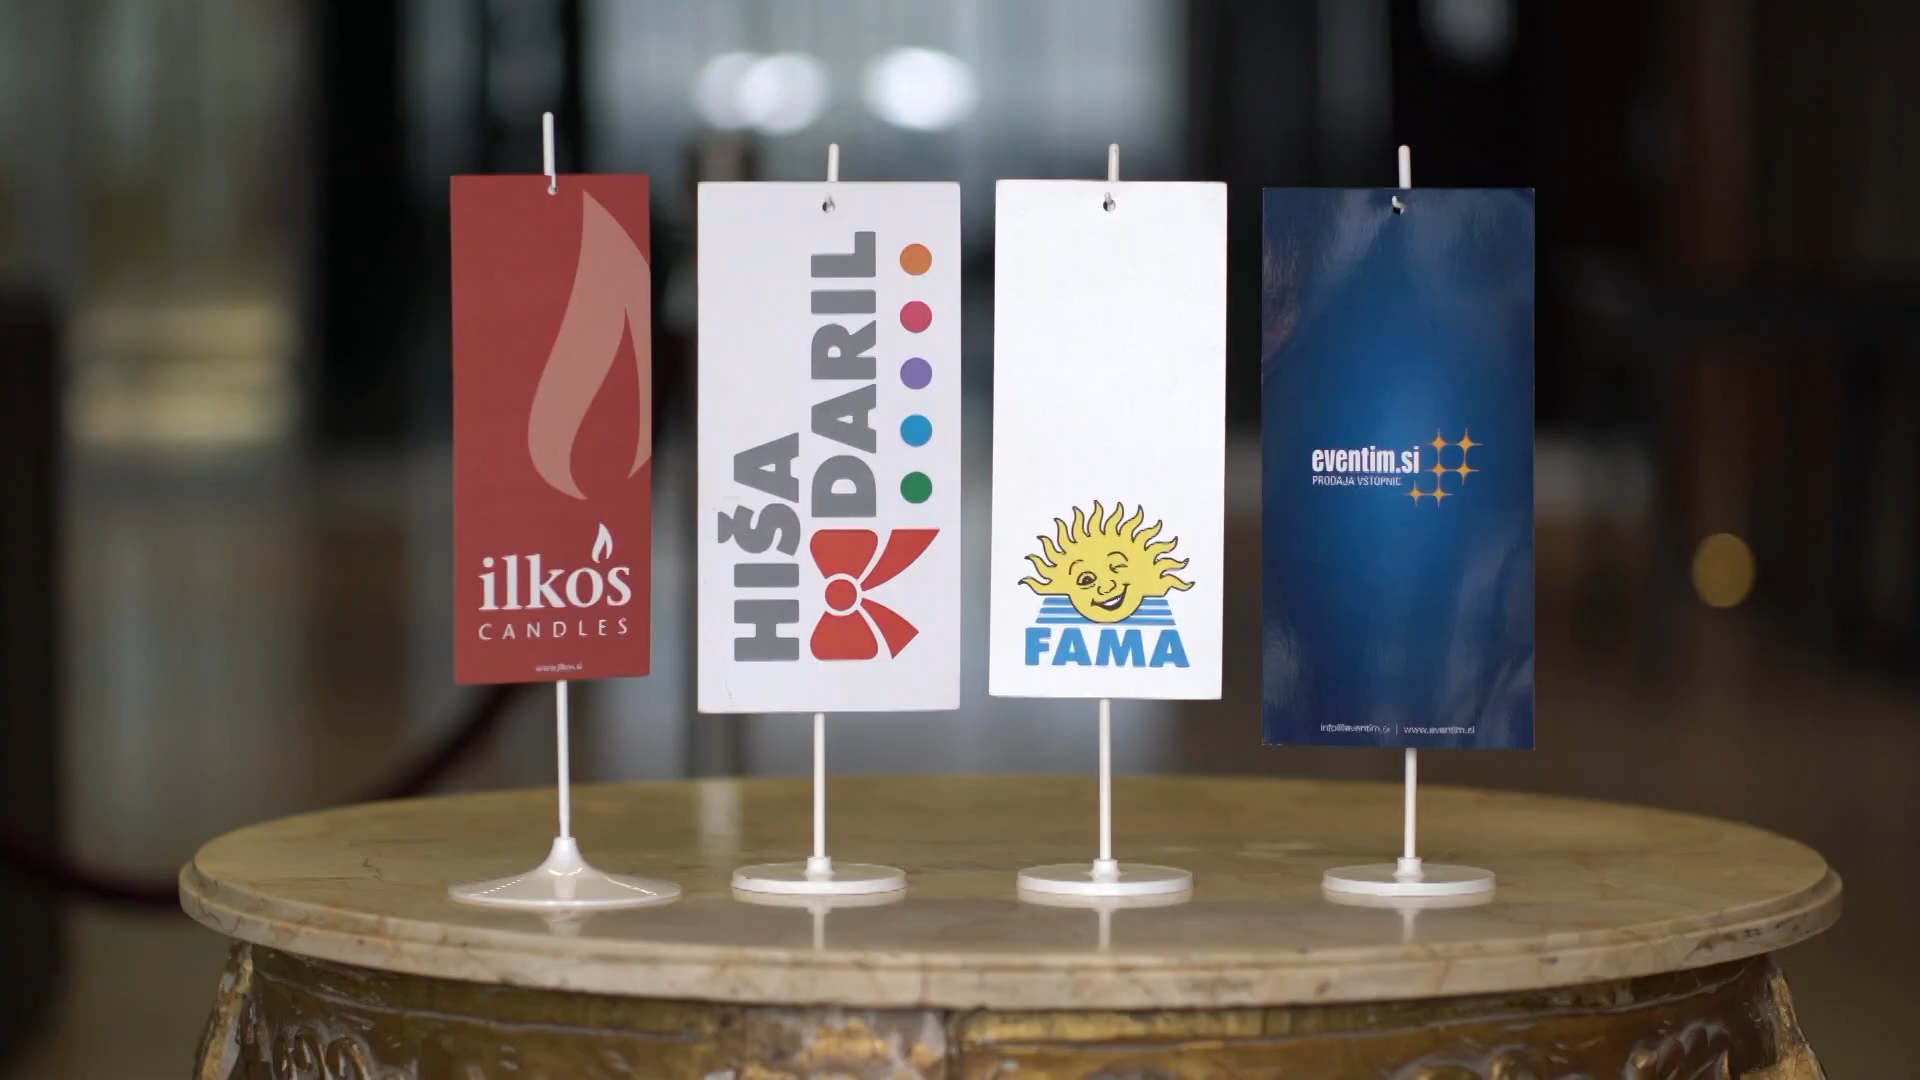 ilkos
CANDLES
www.ilkos.si
HIŠA
DARIL
FAMA
eventim.si
PRODAJA VSTOPNIC
info@eventim.si | www.eventim.si